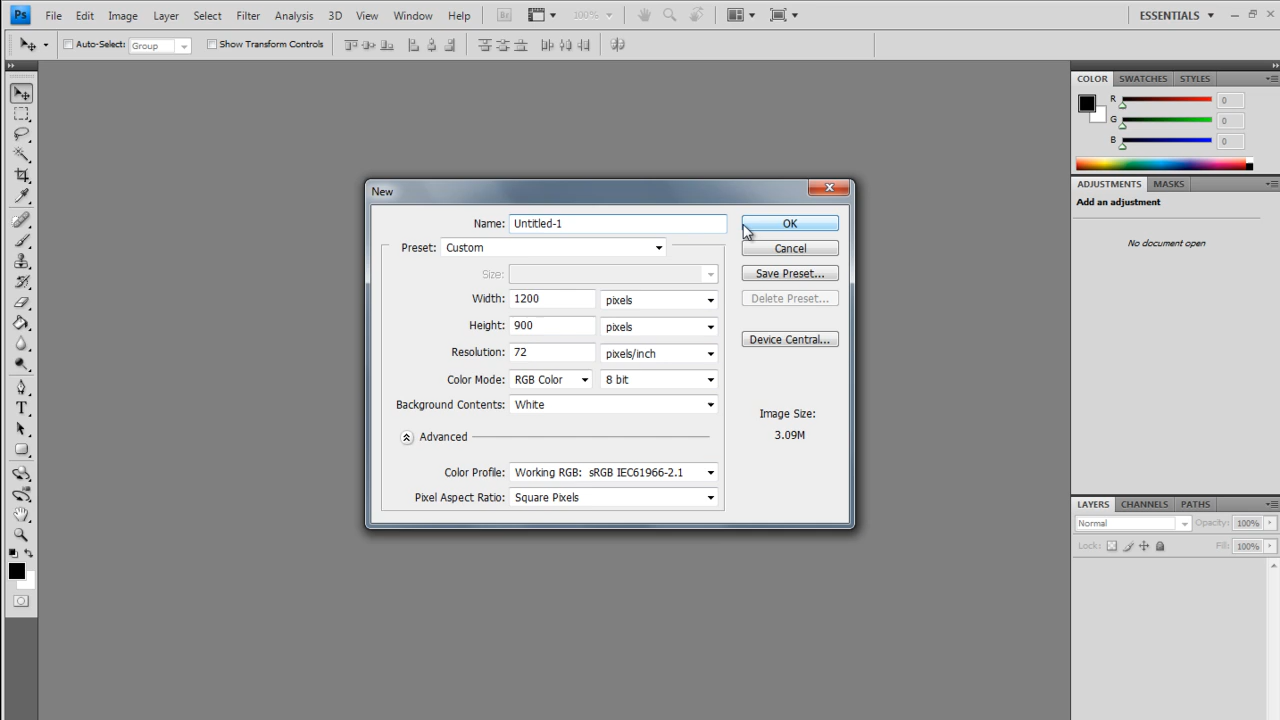 Ps File Edit Image Layer Select Filter Analysis 3D View Window Help Br 100% ESSENTIALS
Auto-Select: Group Show Transform Controls
COLOR SWATCHES STYLES
R 0
G 0
B 0
ADJUSTMENTS MASKS
Add an adjustment
No document open
New
Name: Untitled-1 OK
Preset: Custom Cancel
Size: Save Preset...
Width: 1200 pixels Delete Preset...
Height: 900 pixels
Device Central...
Resolution: 72 pixels/inch
Color Mode: RGB Color 8 bit
Background Contents: White
Image Size:
3.09M
Advanced
Color Profile: Working RGB: sRGB IEC61966-2.1
Pixel Aspect Ratio: Square Pixels
LAYERS CHANNELS PATHS
Normal Opacity: 100%
Lock: Fill: 100%
T